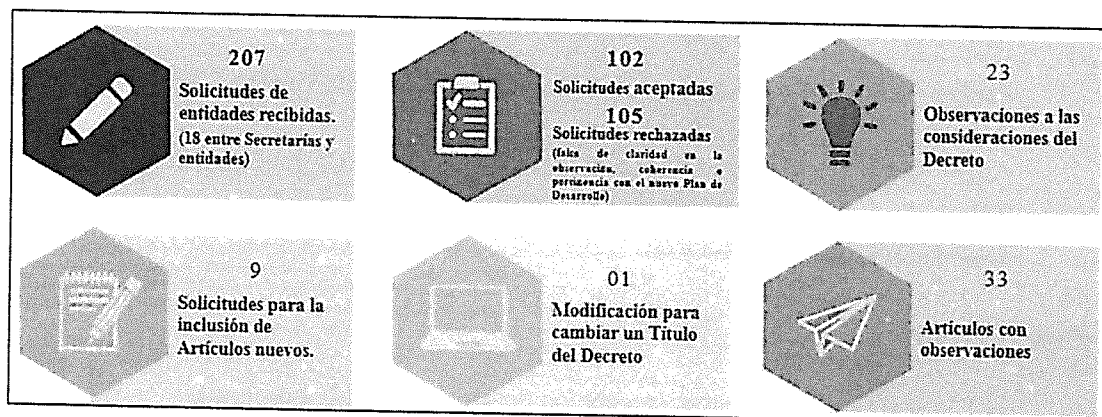 207
Solicitudes de
entidades recibidas.
(18 entre Secretarías y
entidades)
102
Solicitudes aceptadas
105
Solicitudes rechazadas
(falta de claridad en la
observación, coherencia o
pertinencia con el nuevo Plan de
Desarrollo)
23
Observaciones a las
consideraciones del
Decreto
9
Solicitudes para la
inclusión de
Artículos nuevos.
01
Modificación para
cambiar un Título
del Decreto
33
Artículos con
observaciones